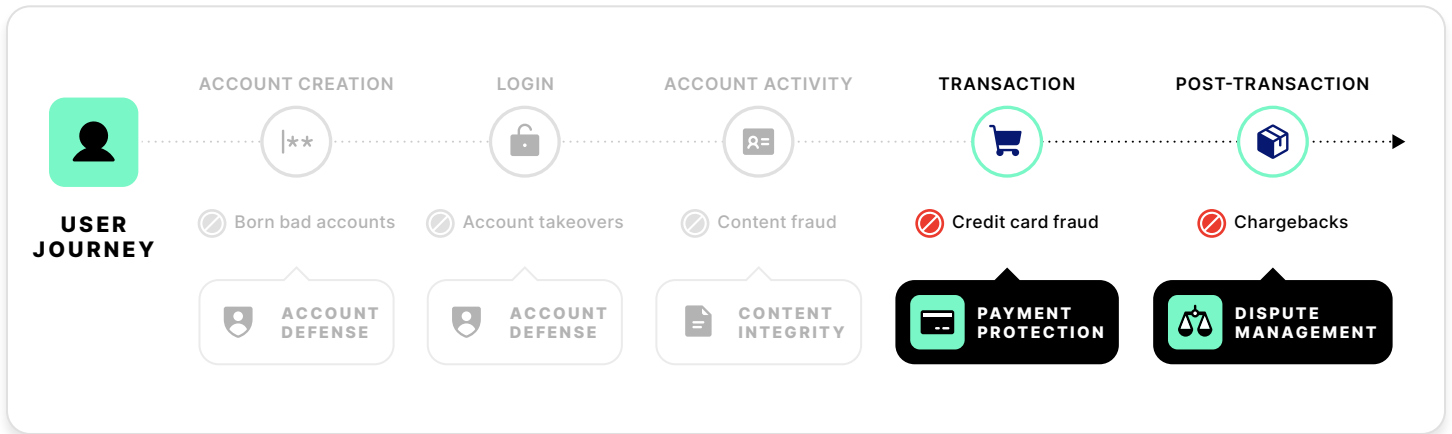 ACCOUNT CREATION
LOGIN
ACCOUNT ACTIVITY
TRANSACTION
POST-TRANSACTION
|**
USER
JOURNEY
Born bad accounts
Account takeovers
Content fraud
Credit card fraud
Chargebacks
ACCOUNT
DEFENSE
ACCOUNT
DEFENSE
CONTENT
INTEGRITY
PAYMENT
PROTECTION
DISPUTE
MANAGEMENT